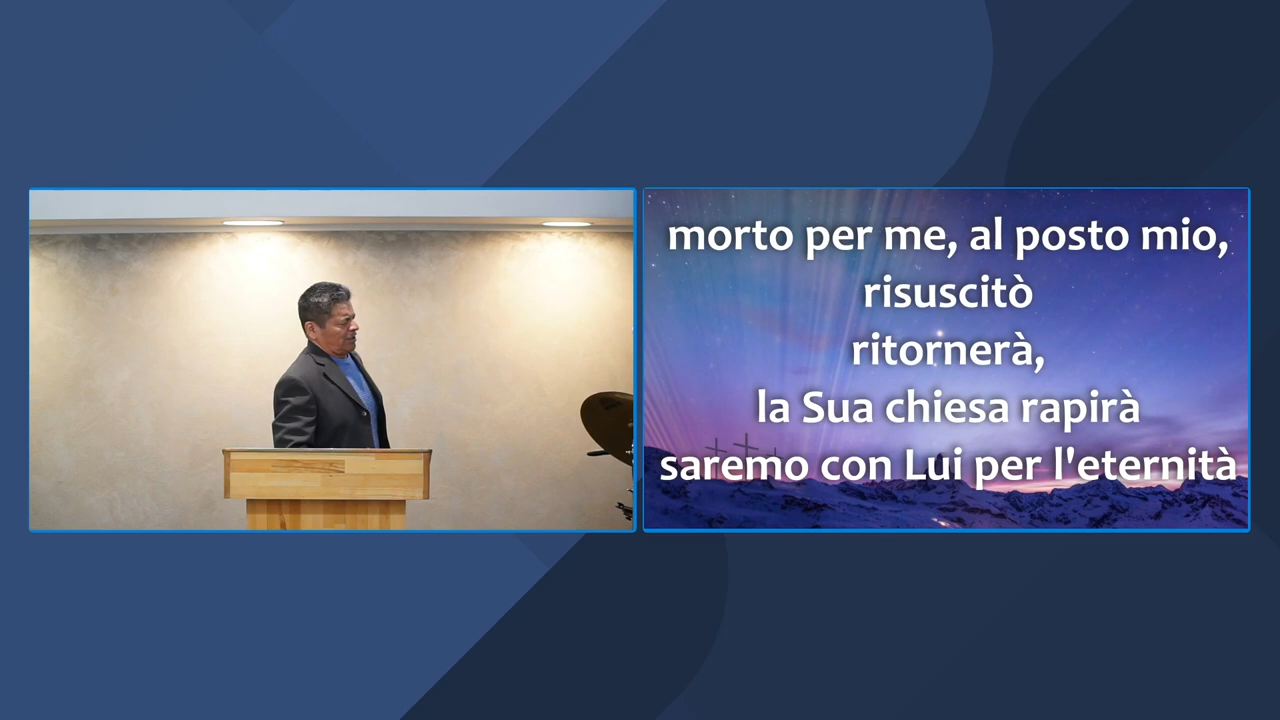 morto per me, al posto mio,
risuscitò
ritornerà,
la Sua chiesa rapirà
saremo con Lui per l'eternità